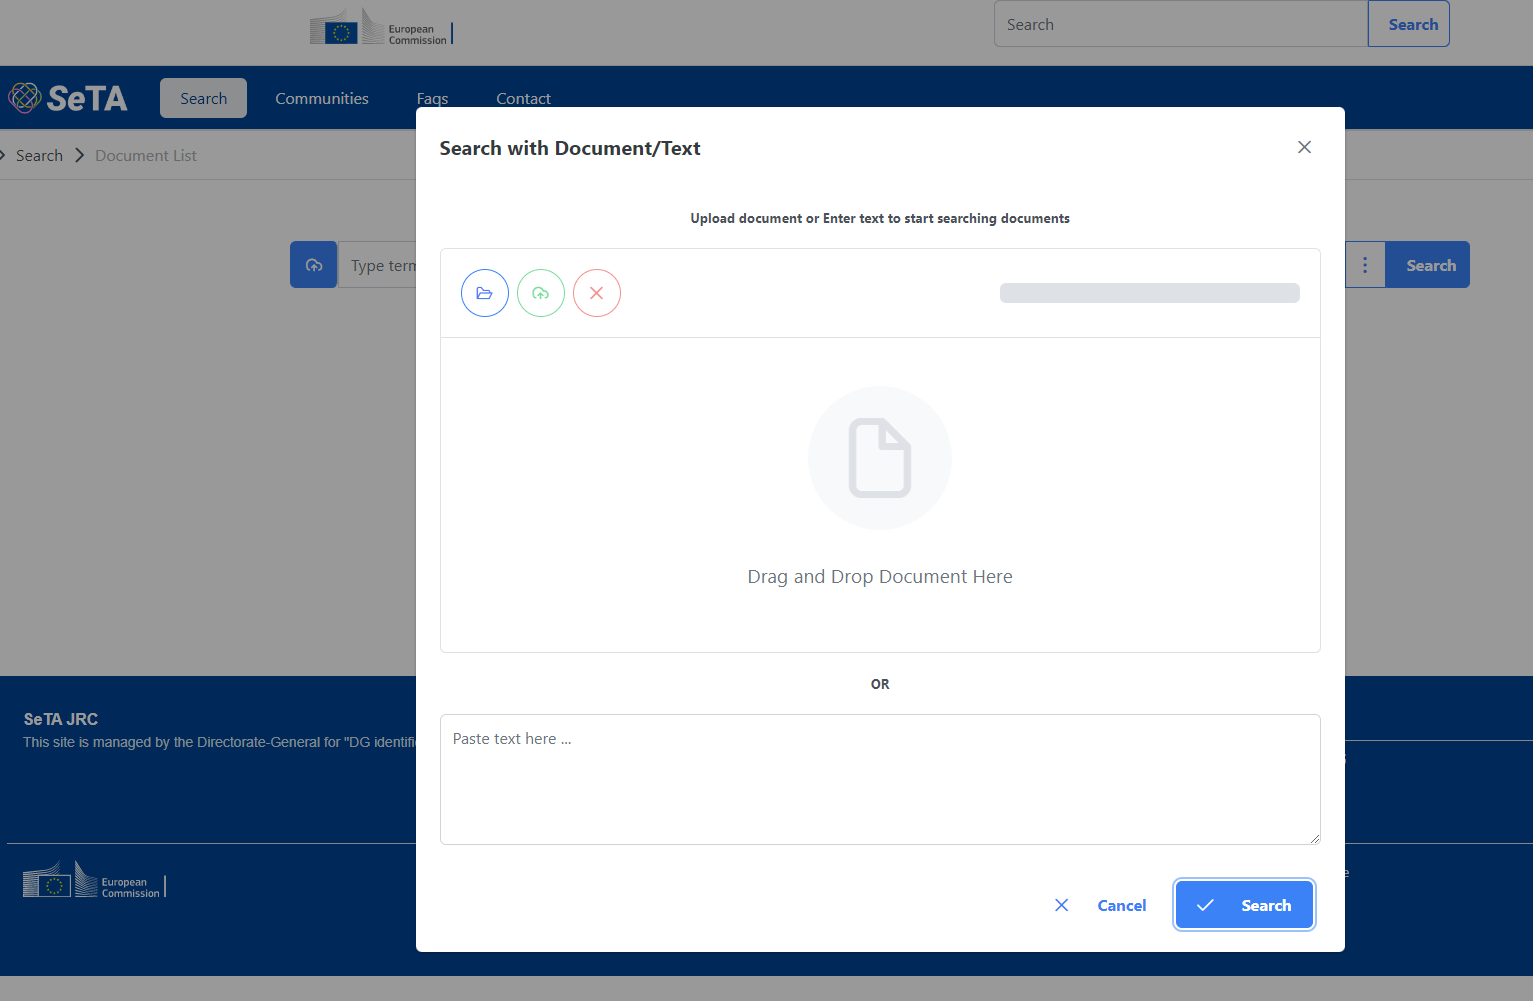 European
Commission
Search
Search
SeTA
Search
Communities
Faqs
Contact
Search
Document List
Search with Document/Text
Upload document or Enter text to start searching documents
Type term
Search
Drag and Drop Document Here
OR
Paste text here ...
Cancel
Search
SeTA JRC
This site is managed by the Directorate-General for "DG identifi
European
Commission